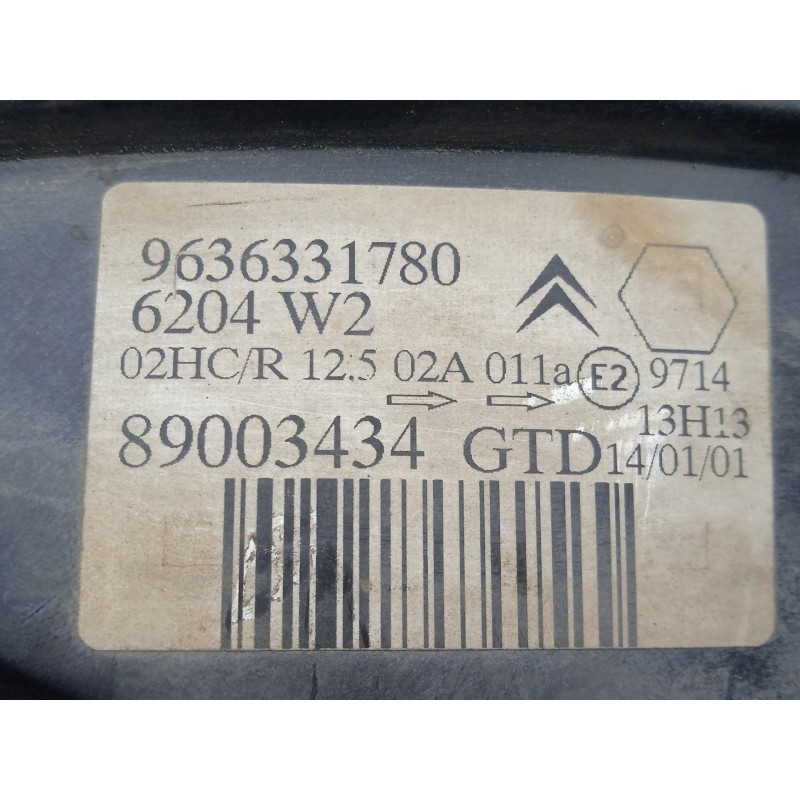 9636331780
6204 W2
02HC/R 12.5 02A 011a E2 9714
13H13
89003434 GTD 14/01/01